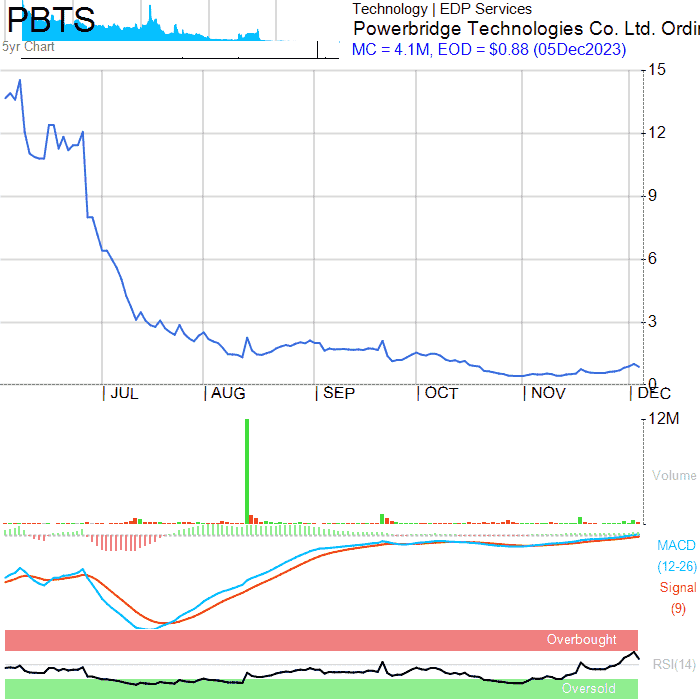 PBTS
5yr Chart
Technology | EDP Services
Powerbridge Technologies Co. Ltd. Ordi
MC = 4.1M, EOD = $0.88 (05Dec2023)
15
12
9
6
3
0
JUL
AUG
SEP
OCT
NOV
DEC
12M
Volume
MACD
(12-26)
Signal
(9)
Overbought
RSI(14)
Oversold